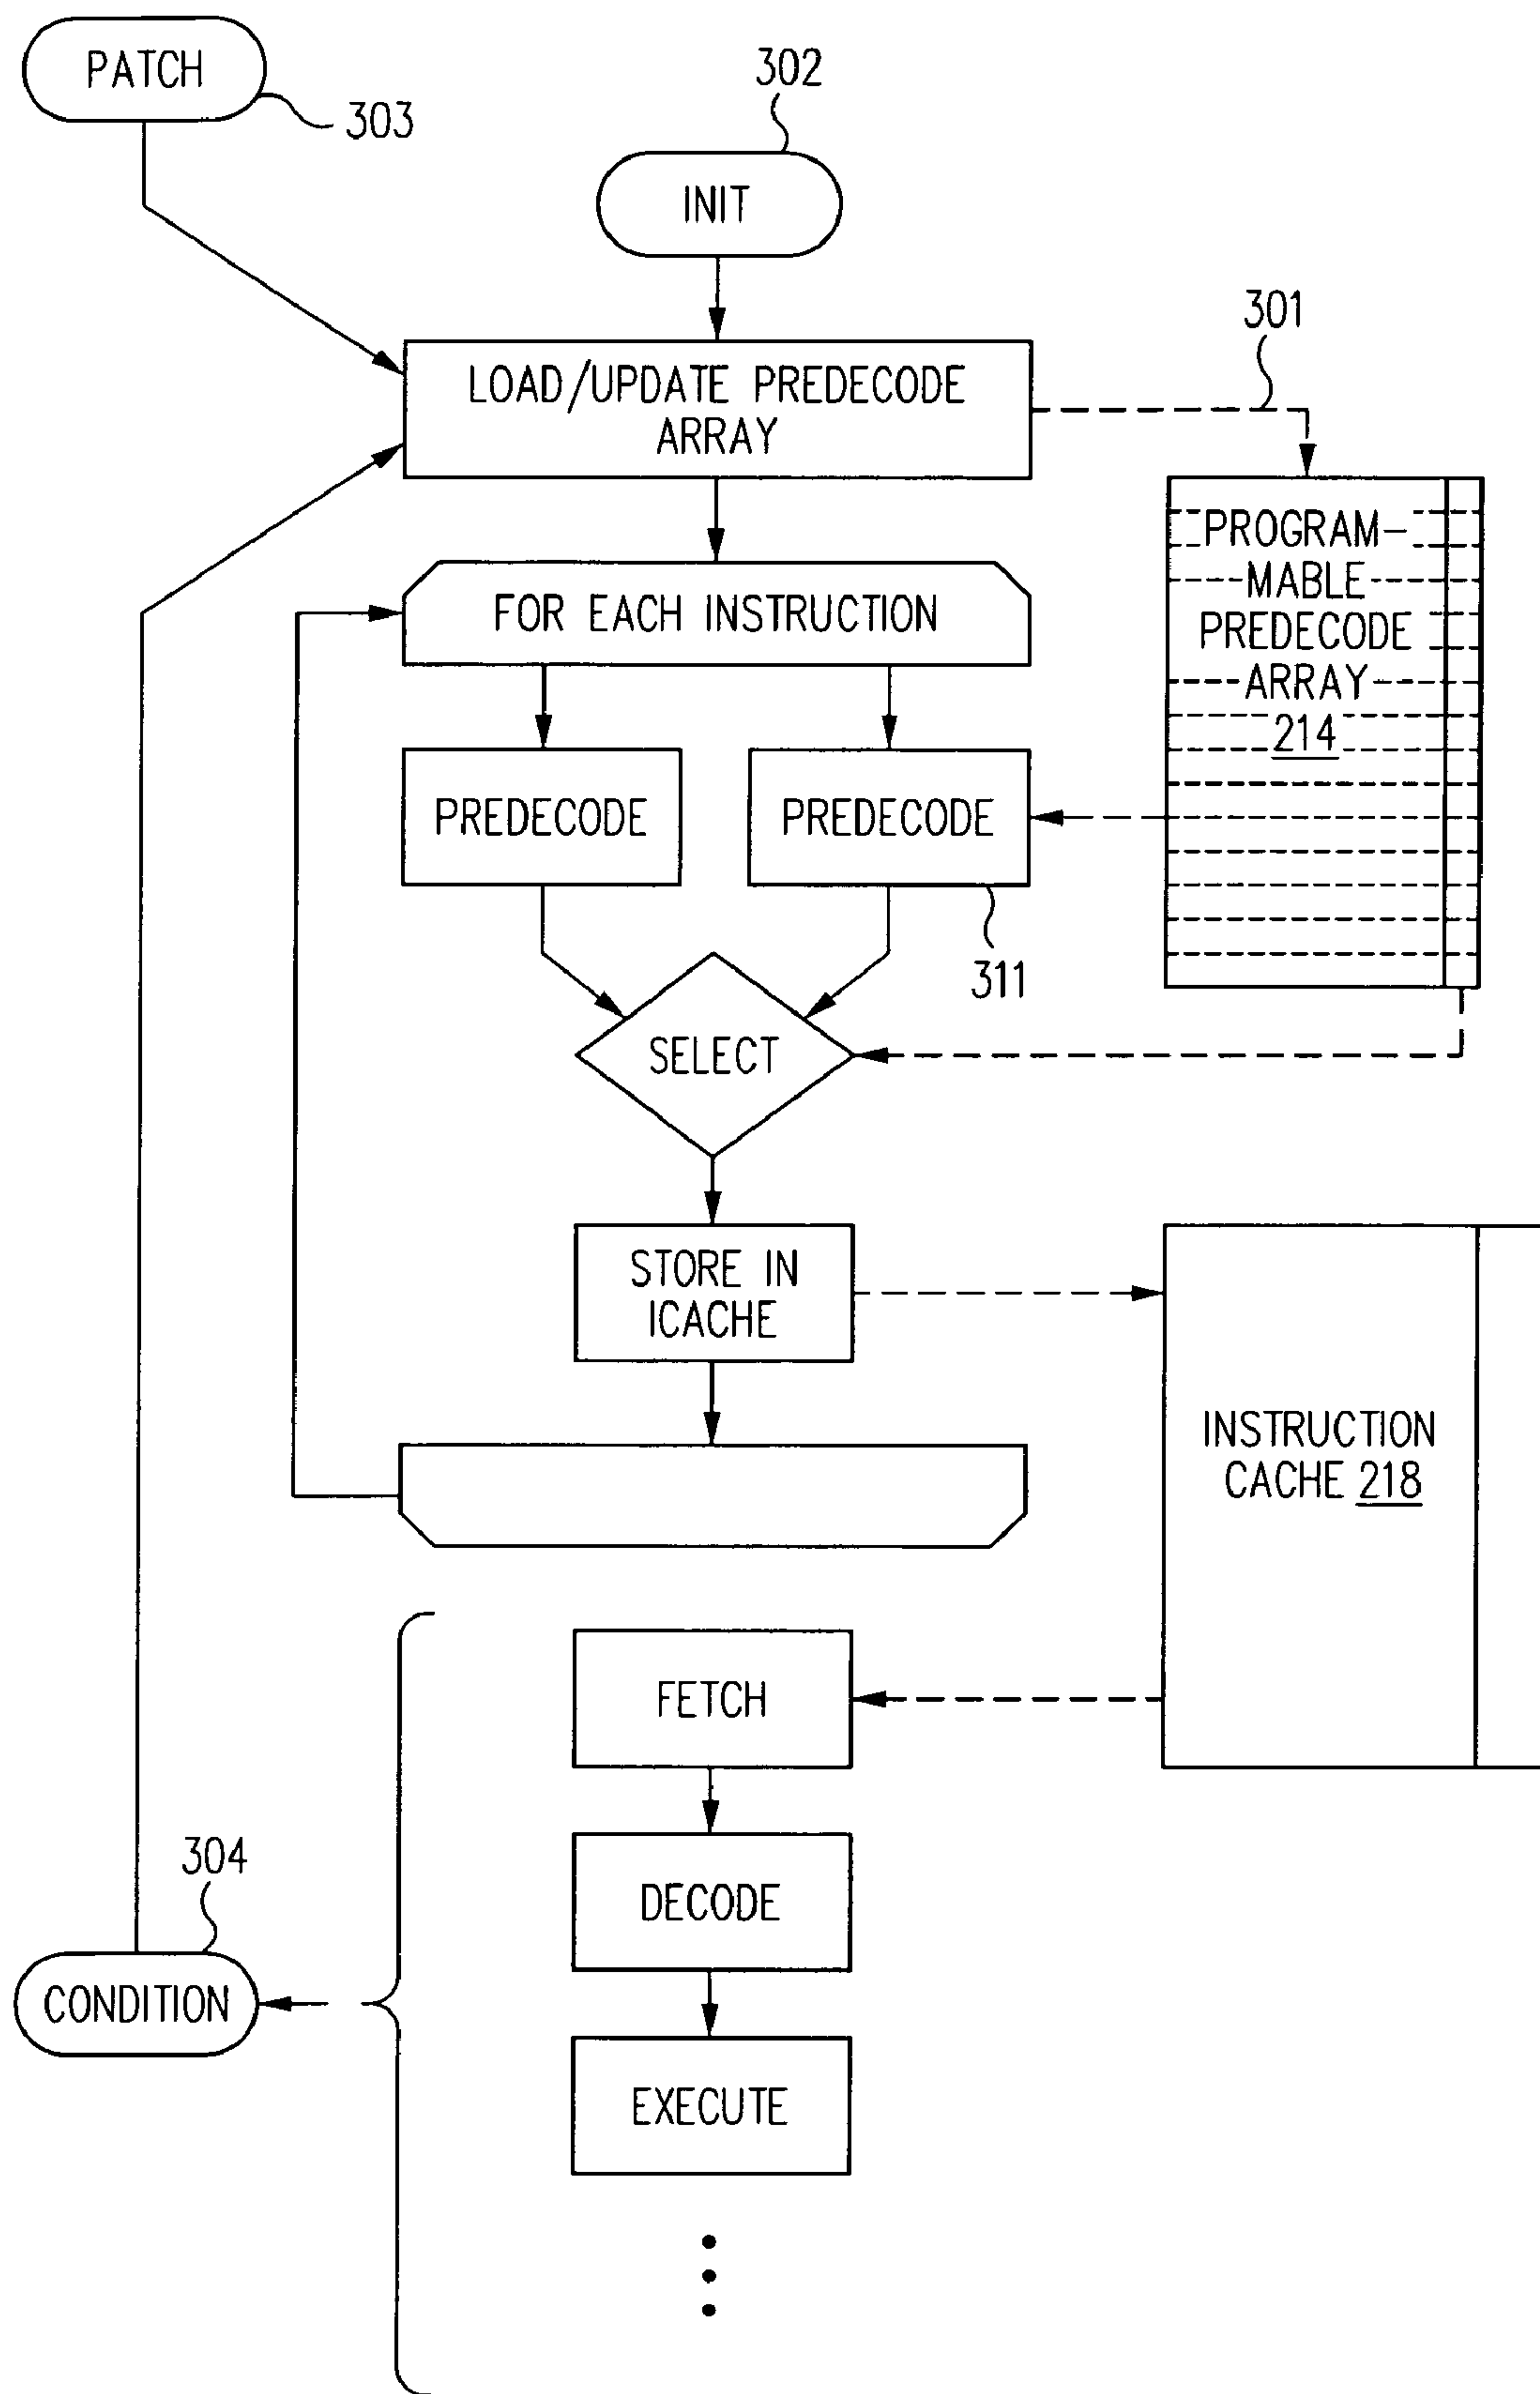 PATCH
303
302
INIT
301
LOAD/UPDATE PREDECODE
ARRAY
PROGRAM-
MABLE
PREDECODE
ARRAY
214
FOR EACH INSTRUCTION
PREDECODE
PREDECODE
311
SELECT
STORE IN
ICACHE
INSTRUCTION
CACHE 218
FETCH
DECODE
304
CONDITION
EXECUTE